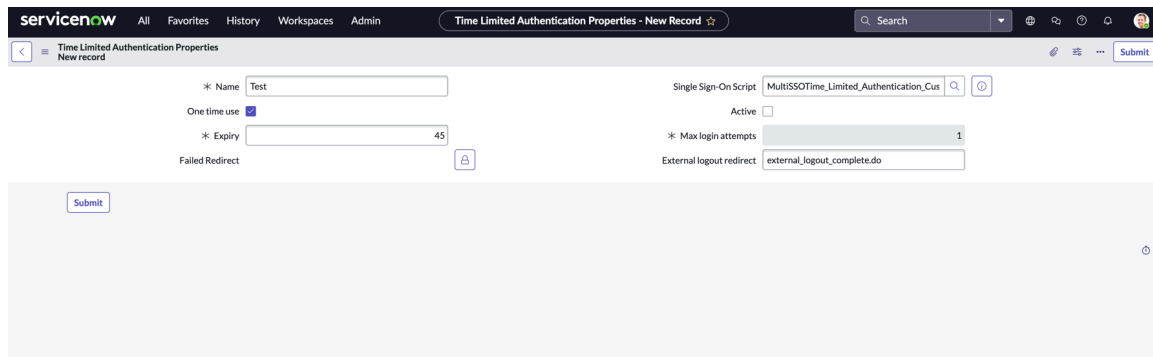 servicenow All Favorites History Workspaces Admin Time Limited Authentication Properties - New Record Search
Time Limited Authentication Properties
New record
Submit
Name Test Single Sign-On Script MultiSSOTime_Limited_Authentication_Cus
One time use Active
Expiry 45 Max login attempts 1
Failed Redirect External logout redirect external_logout_complete.do
Submit